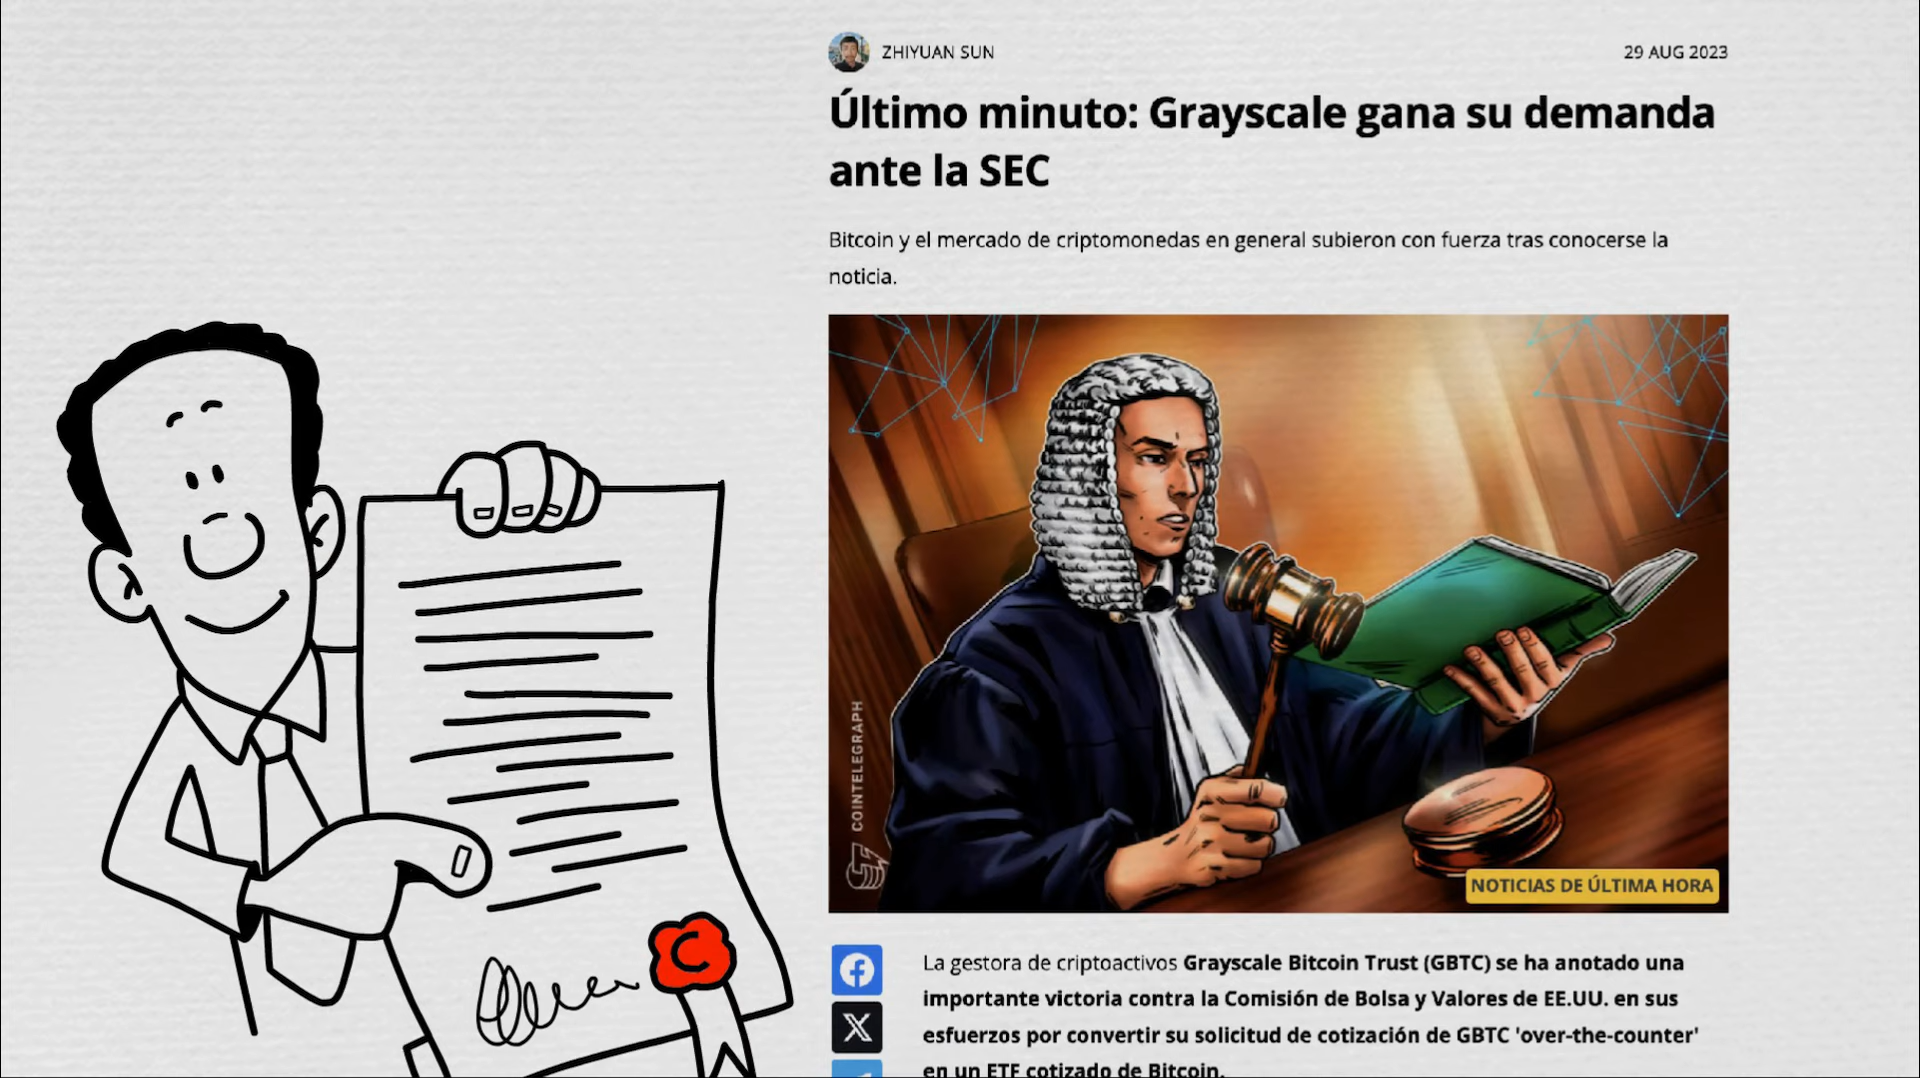 ZHIYUAN SUN
29 AUG 2023
Último minuto: Grayscale gana su demanda
ante la SEC
Bitcoin y el mercado de criptomonedas en general subieron con fuerza tras conocerse la
noticia.
COINTELEGRAPH
NOTICIAS DE ÚLTIMA HORA
C
La gestora de criptoactivos Grayscale Bitcoin Trust (GBTC) se ha anotado una
importante victoria contra la Comisión de Bolsa y Valores de EE.UU. en sus
esfuerzos por convertir su solicitud de cotización de GBTC 'over-the-counter'
en un ETF cotizado de Bitcoin.